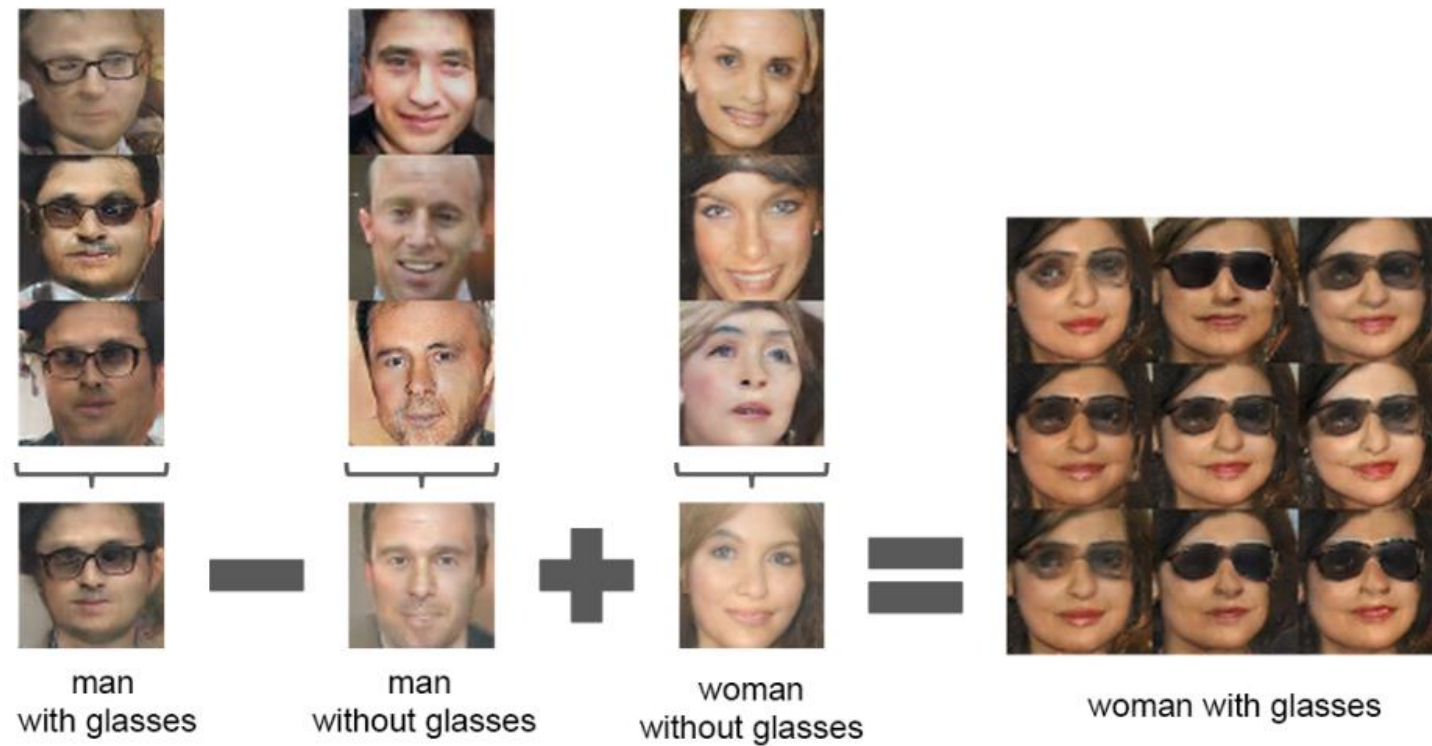 man
with glasses
man
without glasses
woman
without glasses
woman with glasses